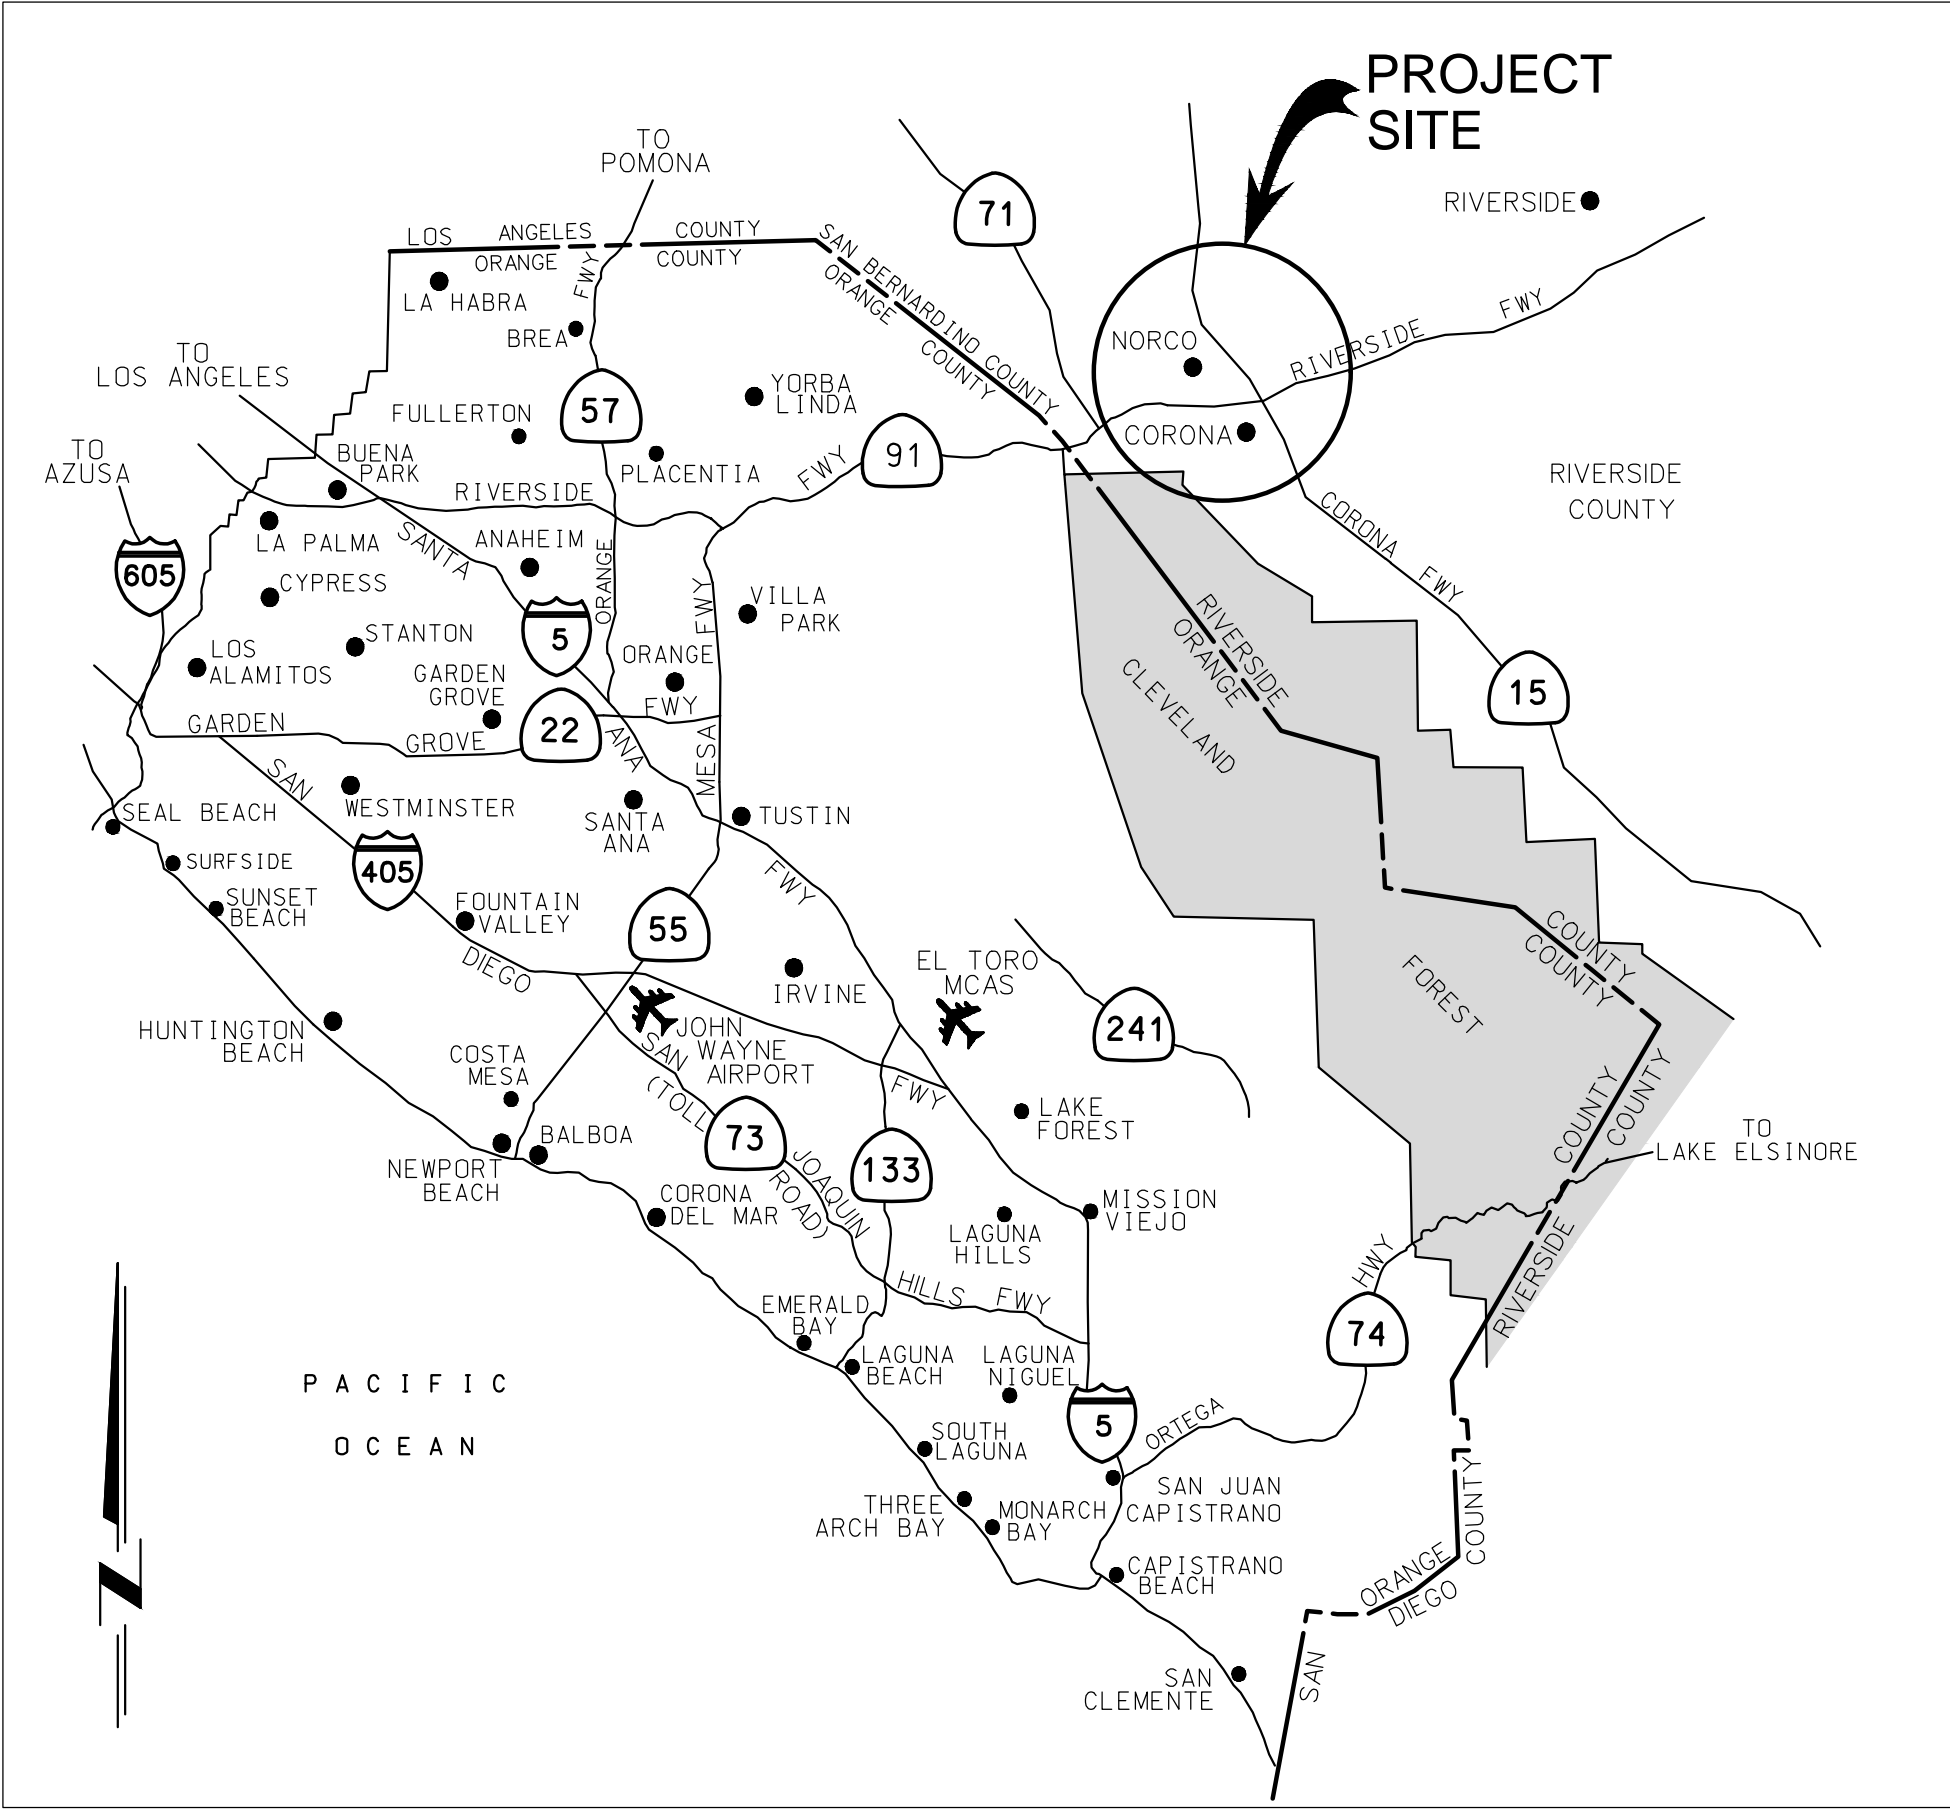 PROJECT
SITE
TO
POMONA
71
RIVERSIDE
LOS ANGELES COUNTY
ORANGE COUNTY
SAN BERNARDINO COUNTY
ORANGE COUNTY
LA HABRA
FWY
BREA
NORCO
RIVERSIDE FWY
TO
LOS ANGELES
YORBA
LINDA
FULLERTON
57
CORONA
TO
AZUSA
BUENA
PARK
PLACENTIA
FWY
91
RIVERSIDE
RIVERSIDE
COUNTY
LA PALMA
SANTA
ANAHEIM
CORONA
FWY
605
CYPRESS
ORANGE
FWY
VILLA
PARK
RIVERSIDE
ORANGE
STANTON
5
LOS
ALAMITOS
GARDEN
GROVE
ORANGE
CLEVELAND
15
GARDEN
GROVE
22
FWY
ANA
MESA
SAN
WESTMINSTER
SANTA
ANA
TUSTIN
SEAL BEACH
SURFSIDE
405
FWY
SUNSET
BEACH
FOUNTAIN
VALLEY
55
COUNTY
COUNTY
DIEGO
IRVINE
EL TORO
MCAS
FOREST
HUNTINGTON
BEACH
JOHN
WAYNE
AIRPORT
241
COSTA
MESA
SAN
(TOLL
FWY
COUNTY
COUNTY
LAKE
FOREST
73
BALBOA
TO
LAKE ELSINORE
NEWPORT
BEACH
JOAQUIN
ROAD)
133
CORONA
DEL MAR
MISSION
VIEJO
LAGUNA
HILLS
HWY
RIVERSIDE
HILLS FWY
EMERALD
BAY
74
LAGUNA
BEACH
LAGUNA
NIGUEL
PACIFIC
OCEAN
5
ORTEGA
SOUTH
LAGUNA
SAN JUAN
CAPISTRANO
THREE
ARCH BAY
MONARCH
BAY
COUNTY
CAPISTRANO
BEACH
ORANGE
DIEGO
SAN
CLEMENTE
SAN
N